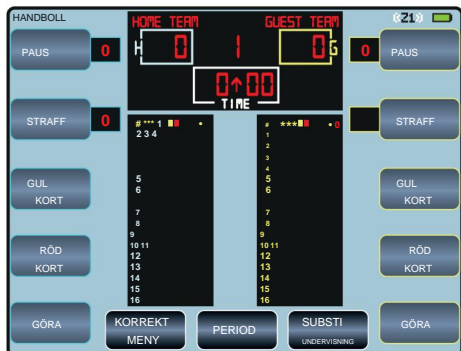 HANDBOLL
((Z1))
HOME TEAM
GUEST TEAM
H 0 1 0 G
0↑00
TIME
PAUS 0
0 PAUS
STRAFF 0
STRAFF
# *** 1 •
# *** • 0
2 3 4
1
2
3
4
5
5
6
6
7
7
8
8
9
9
10 11
10 11
12
12
13
13
14
14
15
15
16
16
GUL
KORT
GUL
KORT
RÖD
KORT
RÖD
KORT
GÖRA
GÖRA
KORREKT
MENY
PERIOD
SUBSTI
UNDERVISNING